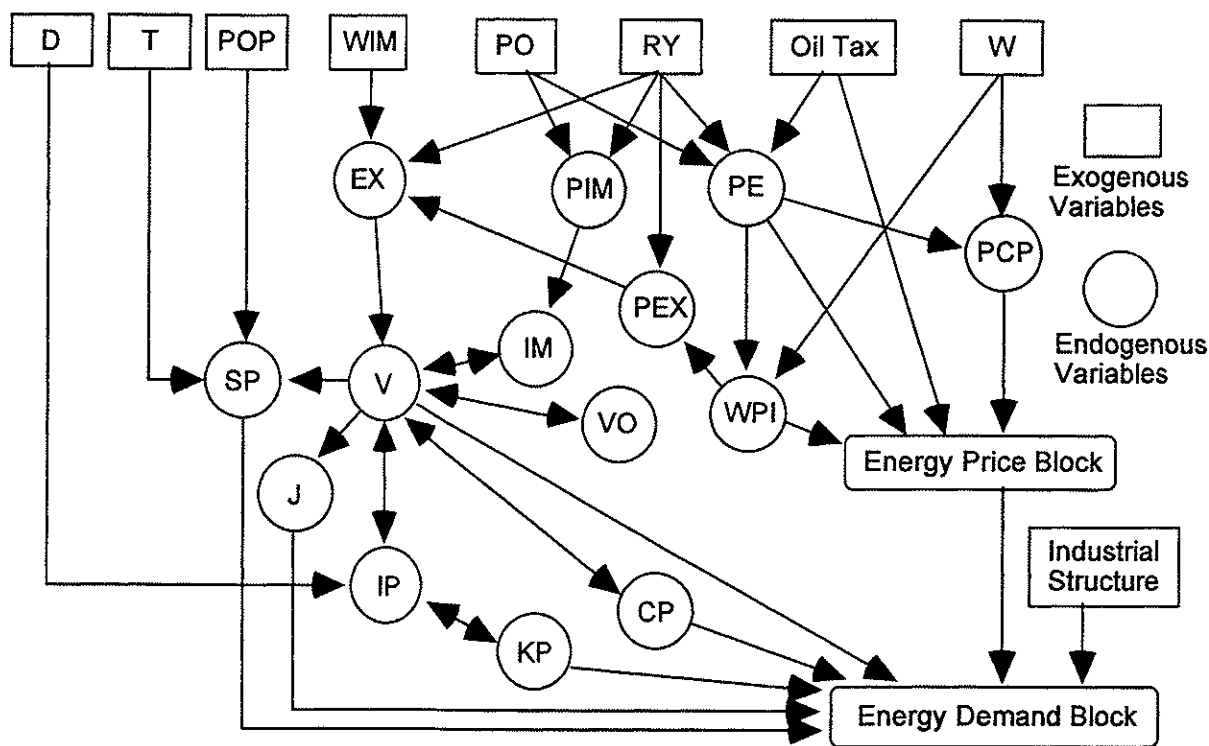 D
T
POP
WIM
PO
RY
Oil Tax
W
EX
PIM
PE
Exogenous
Variables
PCP
PEX
IM
Endogenous
Variables
SP
V
VO
WPI
Energy Price Block
J
Industrial
Structure
IP
CP
KP
Energy Demand Block